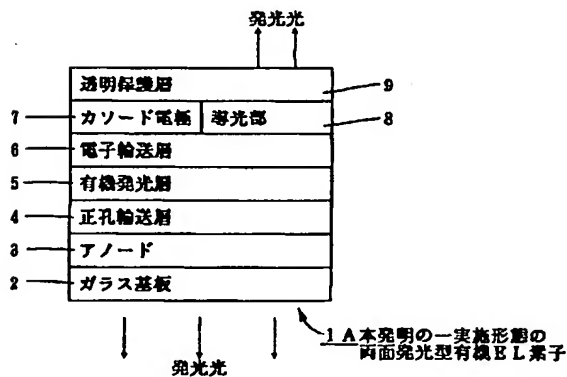 発光光
透明保護層 9
7 カソード電極 導光部 8
6 電子輸送層
5 有機発光層
4 正孔輸送層
3 アノード
2 ガラス基板
1A 本発明の一実施形態の
両面発光型有機EL素子
発光光